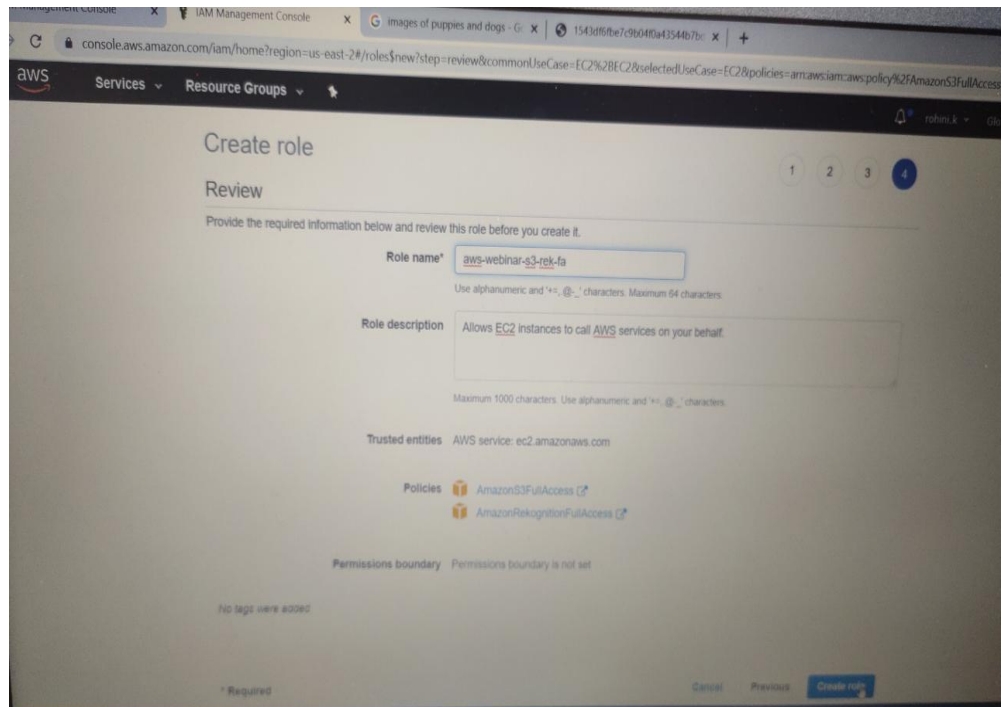 Management Console
IAM Management Console
images of puppies and dogs - G
1543df6fbe7c9b04f0a43544b7bc
console.aws.amazon.com/iam/home?region=us-east-2#/roles$new?step=review&commonUseCase=EC2%2BEC2&selectedUseCase=EC2&policies=arn:aws:iam::aws:policy%2FAmazonS3FullAccess
aws Services Resource Groups
rohini.k Glo
Create role
1 2 3 4
Review
Provide the required information below and review this role before you create it.
Role name* aws-webinar-s3-rek-fa
Use alphanumeric and '+=,.@-_' characters. Maximum 64 characters.
Role description Allows EC2 instances to call AWS services on your behalf.
Maximum 1000 characters. Use alphanumeric and '+=,.@-_' characters.
Trusted entities AWS service: ec2.amazonaws.com
Policies AmazonS3FullAccess
AmazonRekognitionFullAccess
Permissions boundary Permissions boundary is not set
No tags were added
* Required Cancel Previous Create role